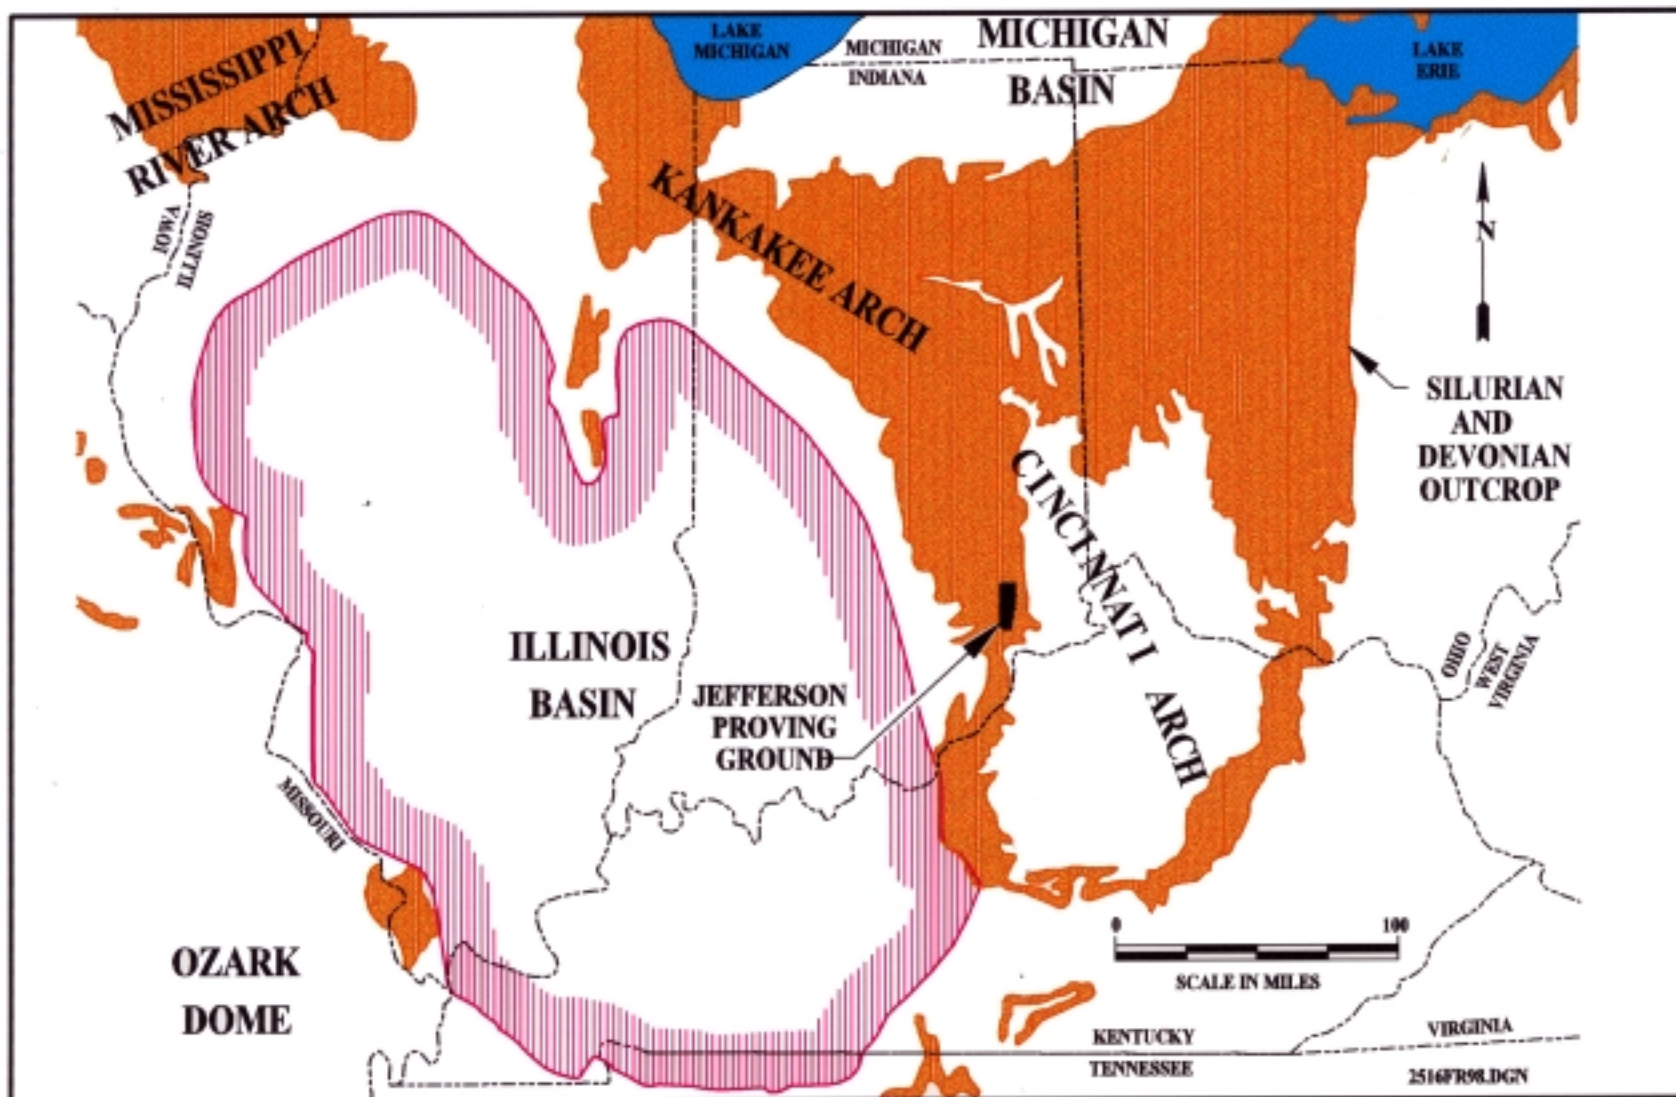 MISSISSIPPI
RIVER ARCH
LAKE
MICHIGAN
MICHIGAN
INDIANA
MICHIGAN
BASIN
LAKE
ERIE
KANKAKEE ARCH
IOWA
ILLINOIS
N
SILURIAN
AND
DEVONIAN
OUTCROP
CINCINNATI ARCH
ILLINOIS
BASIN
JEFFERSON
PROVING
GROUND
OHIO
WEST
VIRGINIA
MISSOURI
OZARK
DOME
0 100
SCALE IN MILES
KENTUCKY
TENNESSEE
VIRGINIA
2516FR98.DGN